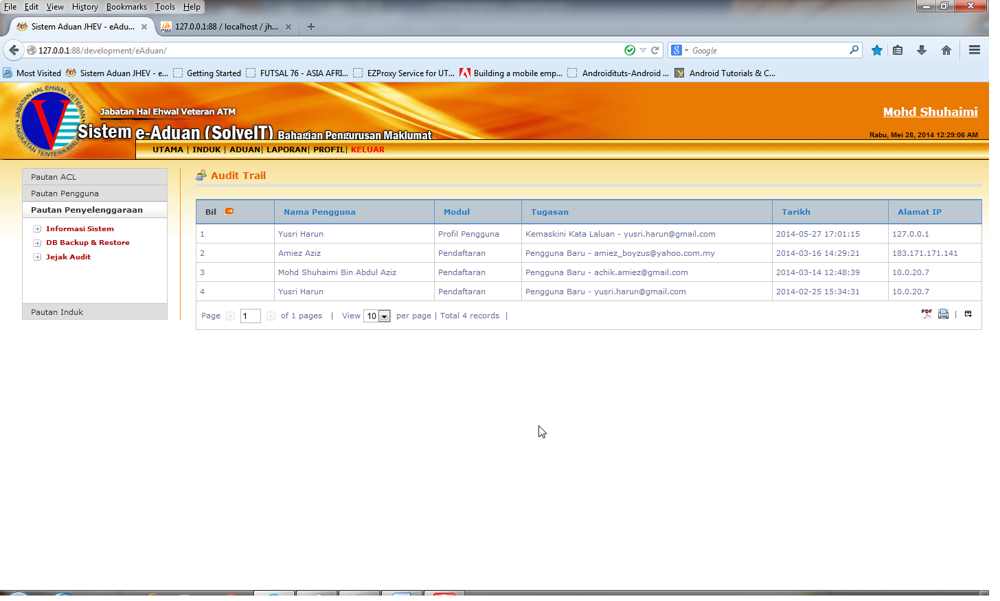 File Edit View History Bookmarks Tools Help
Sistem Aduan JHEV - eAdu... × 127.0.0.1:88 / localhost / jh... × +
127.0.0.1:88/development/eAduan/ Google
Most Visited Sistem Aduan JHEV - e... Getting Started FUTSAL 76 - ASIA AFRI... EZProxy Service for UT... Building a mobile emp... Androidituts-Android ... Android Tutorials & C...
JABATAN HAL EHWAL VETERAN
ANGKATAN TENTERA MALAYSIA
V
Jabatan Hal Ehwal Veteran ATM
Sistem e-Aduan (SolveIT) Bahagian Pengurusan Maklumat
Mohd Shuhaimi
Rabu, Mei 28, 2014 12:29:06 AM
UTAMA | INDUK | ADUAN| LAPORAN| PROFIL| KELUAR
Pautan ACL
Pautan Pengguna
Pautan Penyelenggaraan
Informasi Sistem
DB Backup & Restore
Jejak Audit
Pautan Induk
Audit Trail
Bil Nama Pengguna Modul Tugasan Tarikh Alamat IP
1 Yusri Harun Profil Pengguna Kemaskini Kata Laluan - yusri.harun@gmail.com 2014-05-27 17:01:15 127.0.0.1
2 Amiez Aziz Pendaftaran Pengguna Baru - amiez_boyzus@yahoo.com.my 2014-03-16 14:29:21 183.171.171.141
3 Mohd Shuhaimi Bin Abdul Aziz Pendaftaran Pengguna Baru - achik.amiez@gmail.com 2014-03-14 12:48:39 10.0.20.7
4 Yusri Harun Pendaftaran Pengguna Baru - yusri.harun@gmail.com 2014-02-25 15:34:31 10.0.20.7
Page 1 of 1 pages | View 10 per page | Total 4 records | PDF |